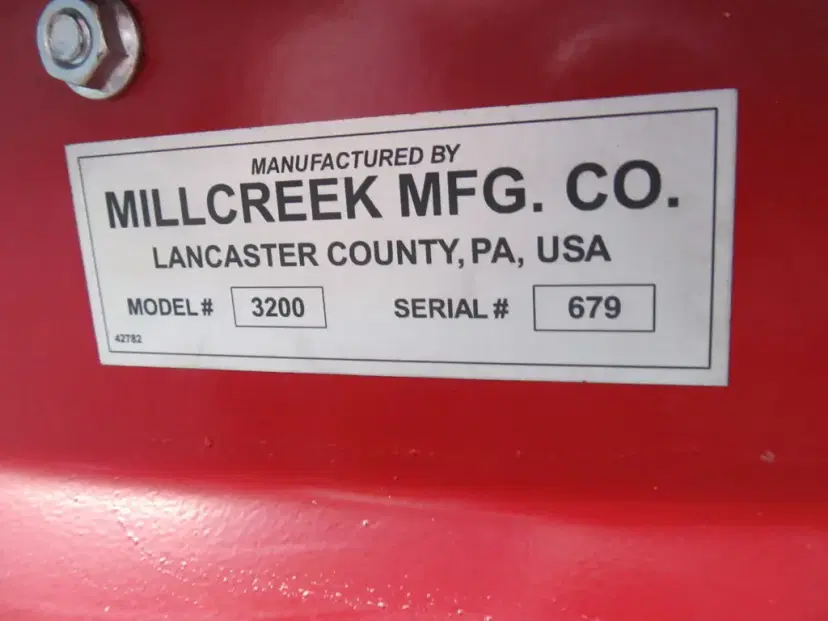 MANUFACTURED BY
MILLCREEK MFG. CO.
LANCASTER COUNTY, PA, USA
MODEL # 3200 SERIAL # 679
42782